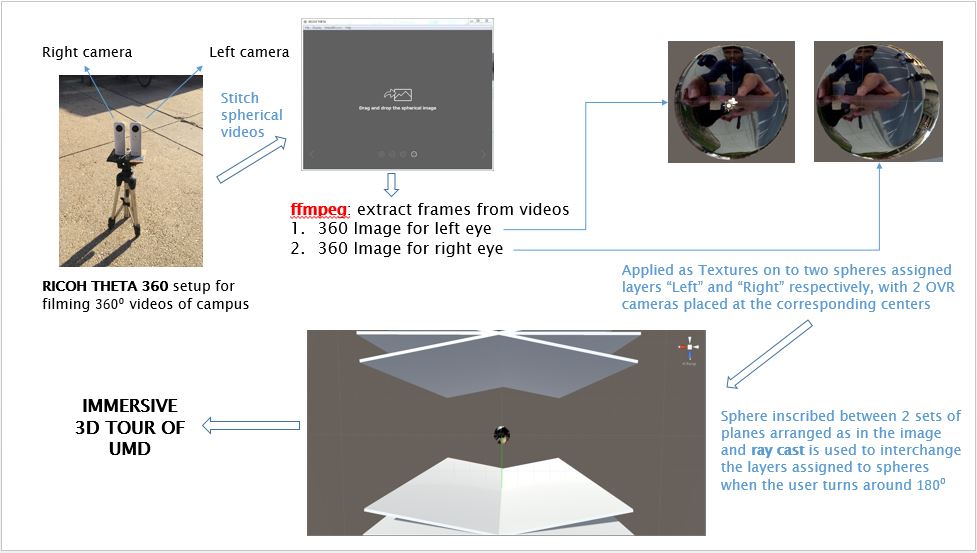 Right camera
Left camera
Stitch
spherical
videos
RICOH THETA
Drag and drop the spherical image
ffmpeg: extract frames from videos
1. 360 Image for left eye
2. 360 Image for right eye
RICOH THETA 360 setup for
filming 360⁰ videos of campus
Applied as Textures on to two spheres assigned
layers “Left” and “Right” respectively, with 2 OVR
cameras placed at the corresponding centers
IMMERSIVE
3D TOUR OF
UMD
Sphere inscribed between 2 sets of
planes arranged as in the image
and ray cast is used to interchange
the layers assigned to spheres
when the user turns around 180⁰